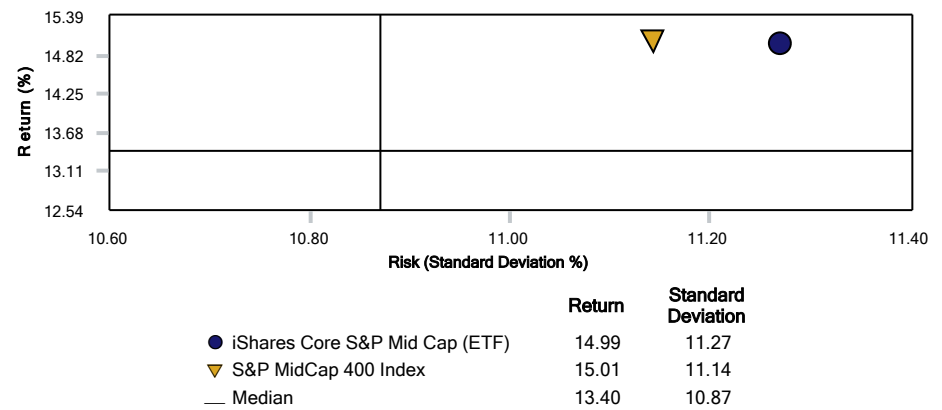 15.39
14.82
14.25
13.68
13.11
12.54
Return (%)
10.60 10.80 11.00 11.20 11.40
Risk (Standard Deviation %)
Return Standard Deviation
iShares Core S&P Mid Cap (ETF) 14.99 11.27
S&P MidCap 400 Index 15.01 11.14
Median 13.40 10.87